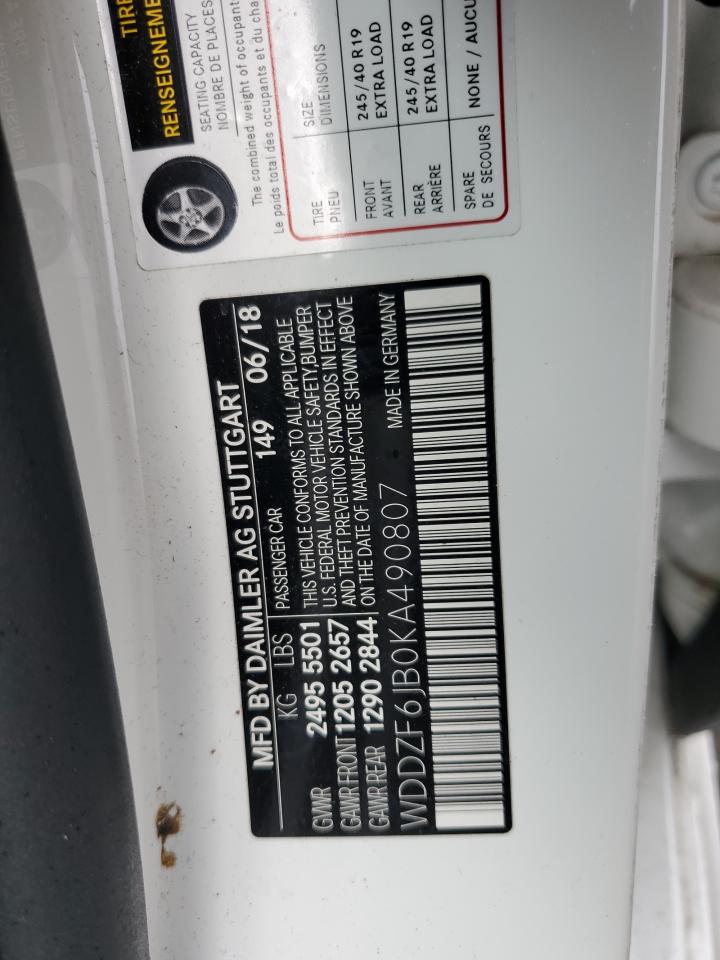 TIRE
RENSEIGNEME
SEATING CAPACITY
NOMBRE DE PLACES
The combined weight of occupant
Le poids total des occupants et du cha
TIRE SIZE
PNEU DIMENSIONS
FRONT 245/40 R19
AVANT EXTRA LOAD
REAR 245/40 R19
ARRIÈRE EXTRA LOAD
SPARE NONE / AUCU
DE SECOURS
MFD BY DAIMLER AG STUTTGART
KG LBS PASSENGER CAR 149 06/18
GVWR 2495 5501 THIS VEHICLE CONFORMS TO ALL APPLICABLE
U.S. FEDERAL MOTOR VEHICLE SAFETY,BUMPER
GAWR FRONT 1205 2657 AND THEFT PREVENTION STANDARDS IN EFFECT
GAWR REAR 1290 2844 ON THE DATE OF MANUFACTURE SHOWN ABOVE
WDDZF6JB0KA490807 MADE IN GERMANY